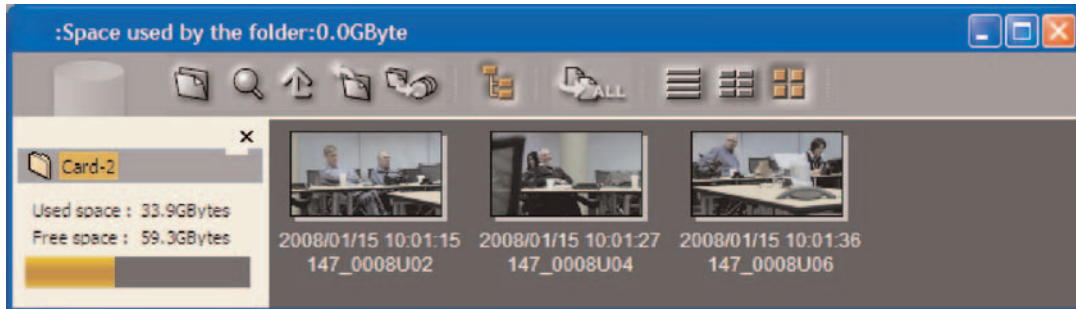 :Space used by the folder:0.0GByte
ALL
Card-2
Used space : 33.9GBytes
Free space : 59.3GBytes
2008/01/15 10:01:15
147_0008U02
2008/01/15 10:01:27
147_0008U04
2008/01/15 10:01:36
147_0008U06